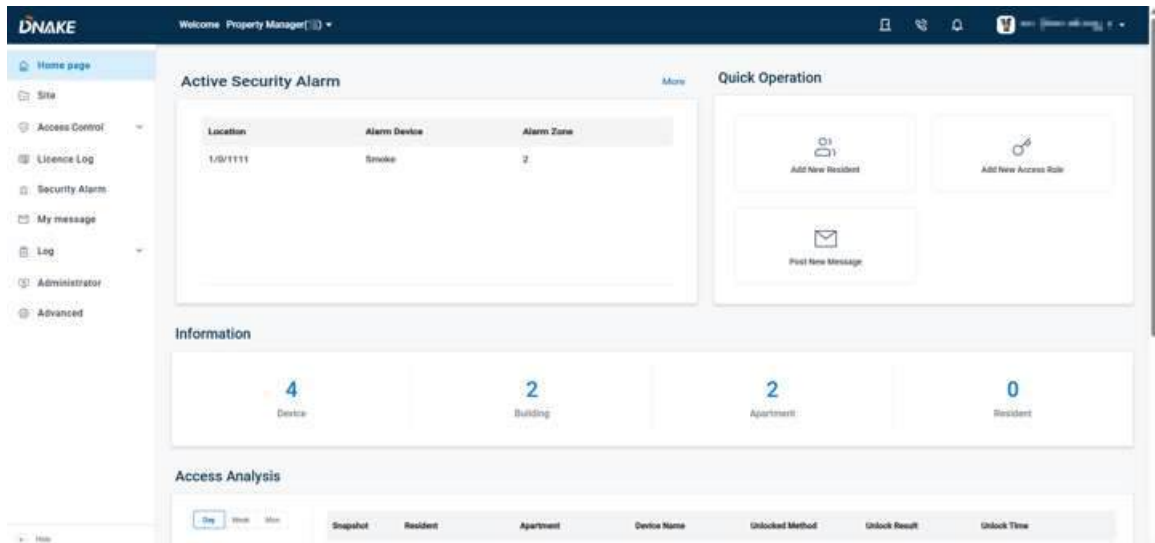 DNAKE
Welcome Property Manager
Home page
Site
Access Control
Licence Log
Security Alarm
My message
Log
Administrator
Advanced
Hide
Active Security Alarm
More
Location Alarm Device Alarm Zone
1/0/1111 Smoke 2
Quick Operation
Add New Resident
Add New Access Rule
Post New Message
Information
4 2 2 0
Device Building Apartment Resident
Access Analysis
Day Week Mon
Snapshot Resident Apartment Device Name Unlocked Method Unlock Result Unlock Time